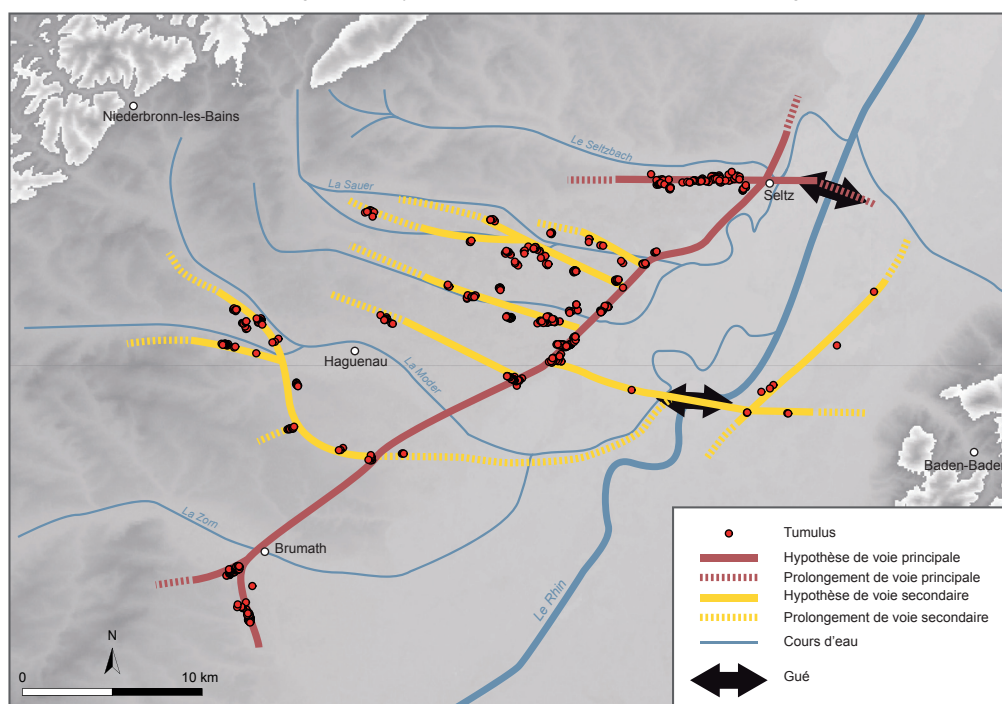 Niederbronn-les-Bains
Le Seltzbach
La Sauer
Seltz
Haguenau
La Moder
Baden-Baden
La Zorn
Brumath
Le Rhin
N
0 10 km
Tumulus
Hypothèse de voie principale
Prolongement de voie principale
Hypothèse de voie secondaire
Prolongement de voie secondaire
Cours d'eau
Gué